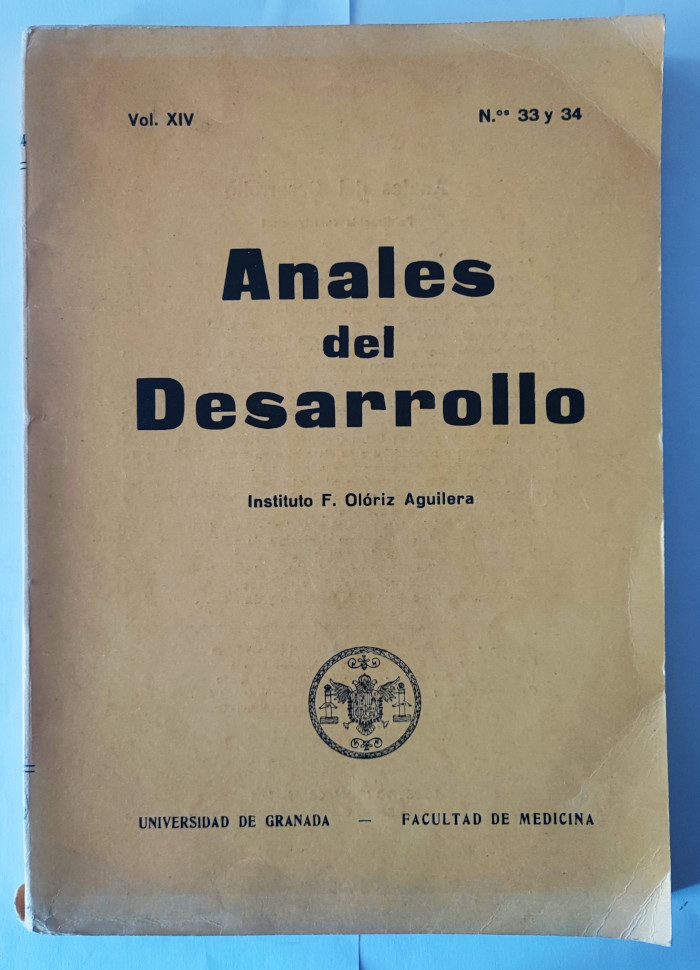 Vol. XIV
N.ᵒˢ 33 y 34
Anales
del
Desarrollo
Instituto F. Olóriz Aguilera
UNIVERSIDAD DE GRANADA — FACULTAD DE MEDICINA